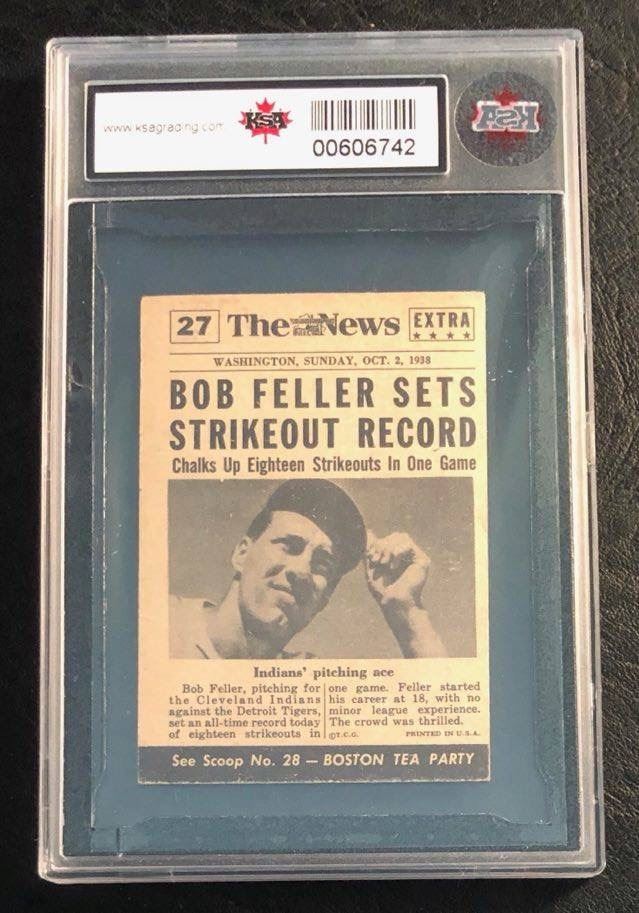 www.ksagrading.com
KSA
00606742
KSA
27 The News EXTRA
WASHINGTON, SUNDAY, OCT. 2, 1938
BOB FELLER SETS
STRIKEOUT RECORD
Chalks Up Eighteen Strikeouts In One Game
Indians' pitching ace
Bob Feller, pitching for
the Cleveland Indians
against the Detroit Tigers,
set an all-time record today
of eighteen strikeouts in
one game. Feller started
his career at 18, with no
minor league experience.
The crowd was thrilled.
©T.C.G. PRINTED IN U.S.A.
See Scoop No. 28 — BOSTON TEA PARTY